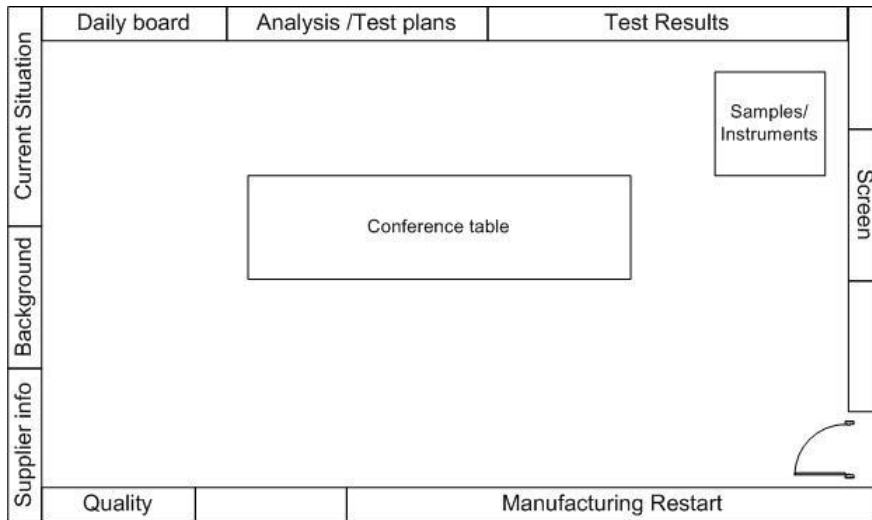 Daily board
Analysis /Test plans
Test Results
Current Situation
Background
Supplier info
Samples/
Instruments
Conference table
Screen
Quality
Manufacturing Restart